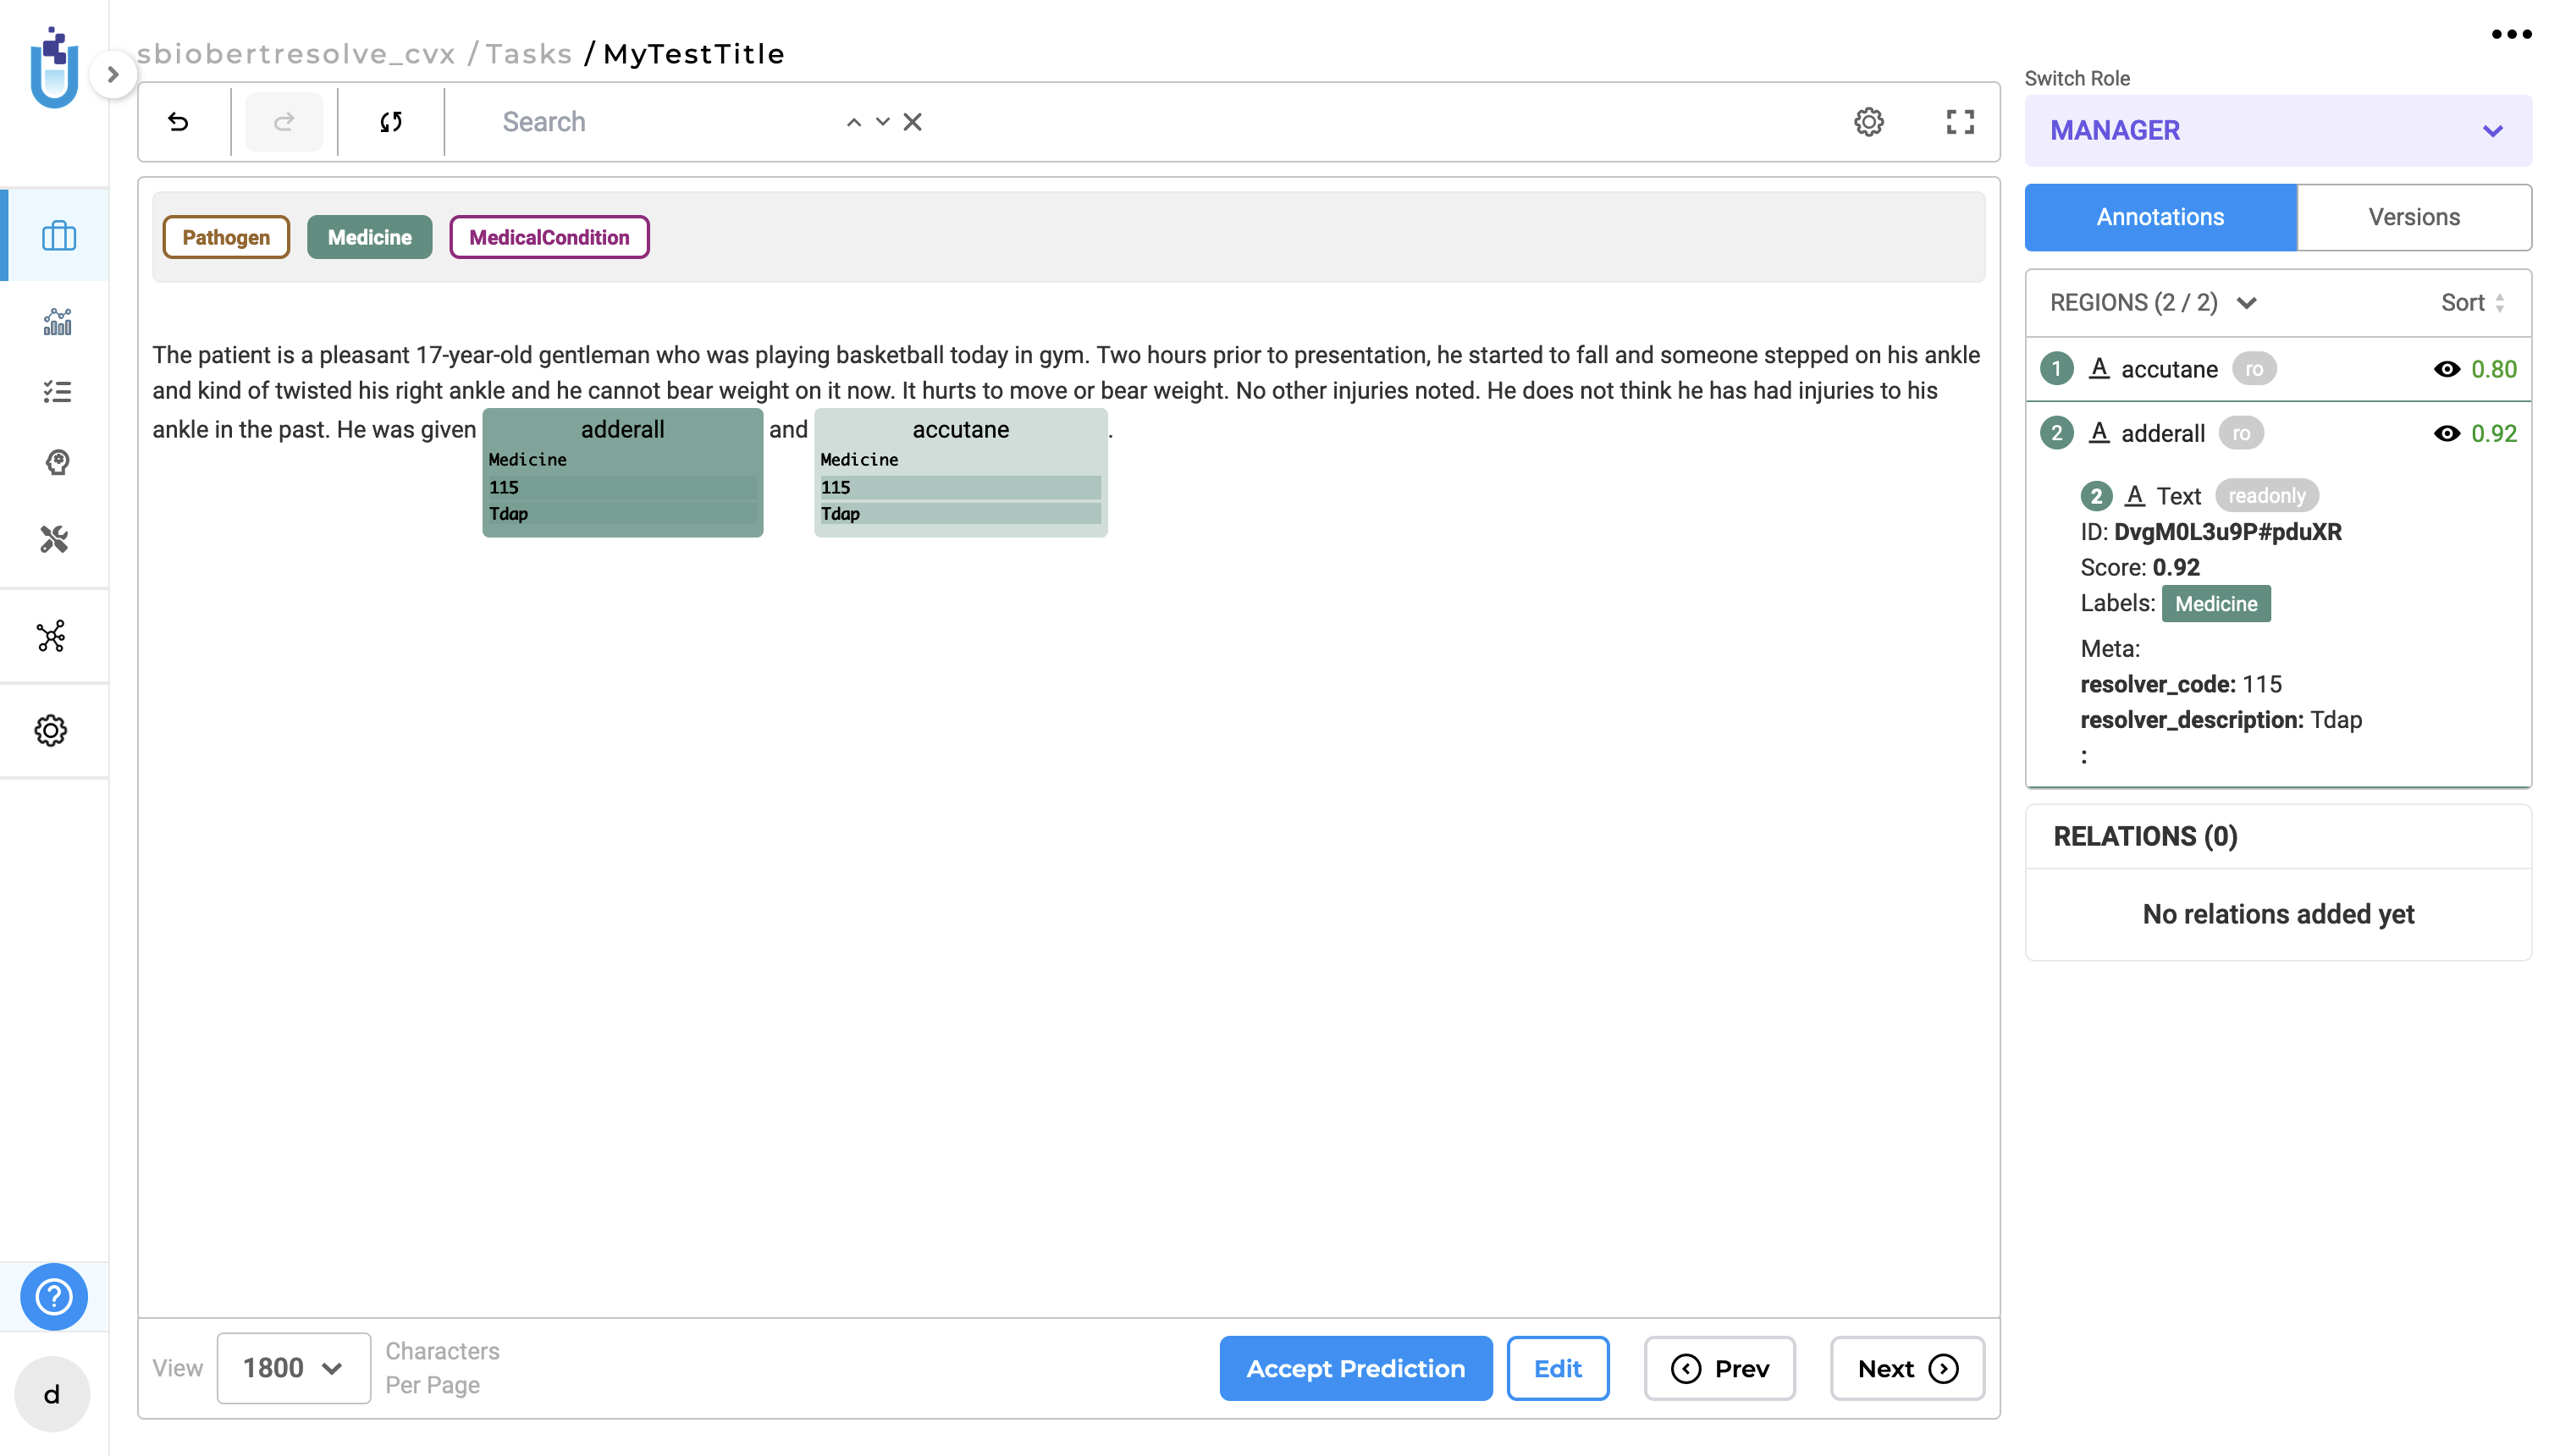 sbiobertresolve_cvx / Tasks / MyTestTitle
Search
Pathogen Medicine MedicalCondition
The patient is a pleasant 17-year-old gentleman who was playing basketball today in gym. Two hours prior to presentation, he started to fall and someone stepped on his ankle
and kind of twisted his right ankle and he cannot bear weight on it now. It hurts to move or bear weight. No other injuries noted. He does not think he has had injuries to his
ankle in the past. He was given adderall and accutane .
Medicine Medicine
115 115
Tdap Tdap
View 1800 Characters
Per Page
Accept Prediction Edit Prev Next
d
Switch Role
MANAGER
Annotations Versions
REGIONS (2 / 2) Sort
1 A accutane ro 0.80
2 A adderall ro 0.92
2 A Text readonly
ID: DvgM0L3u9P#pduXR
Score: 0.92
Labels: Medicine
Meta:
resolver_code: 115
resolver_description: Tdap
:
RELATIONS (0)
No relations added yet